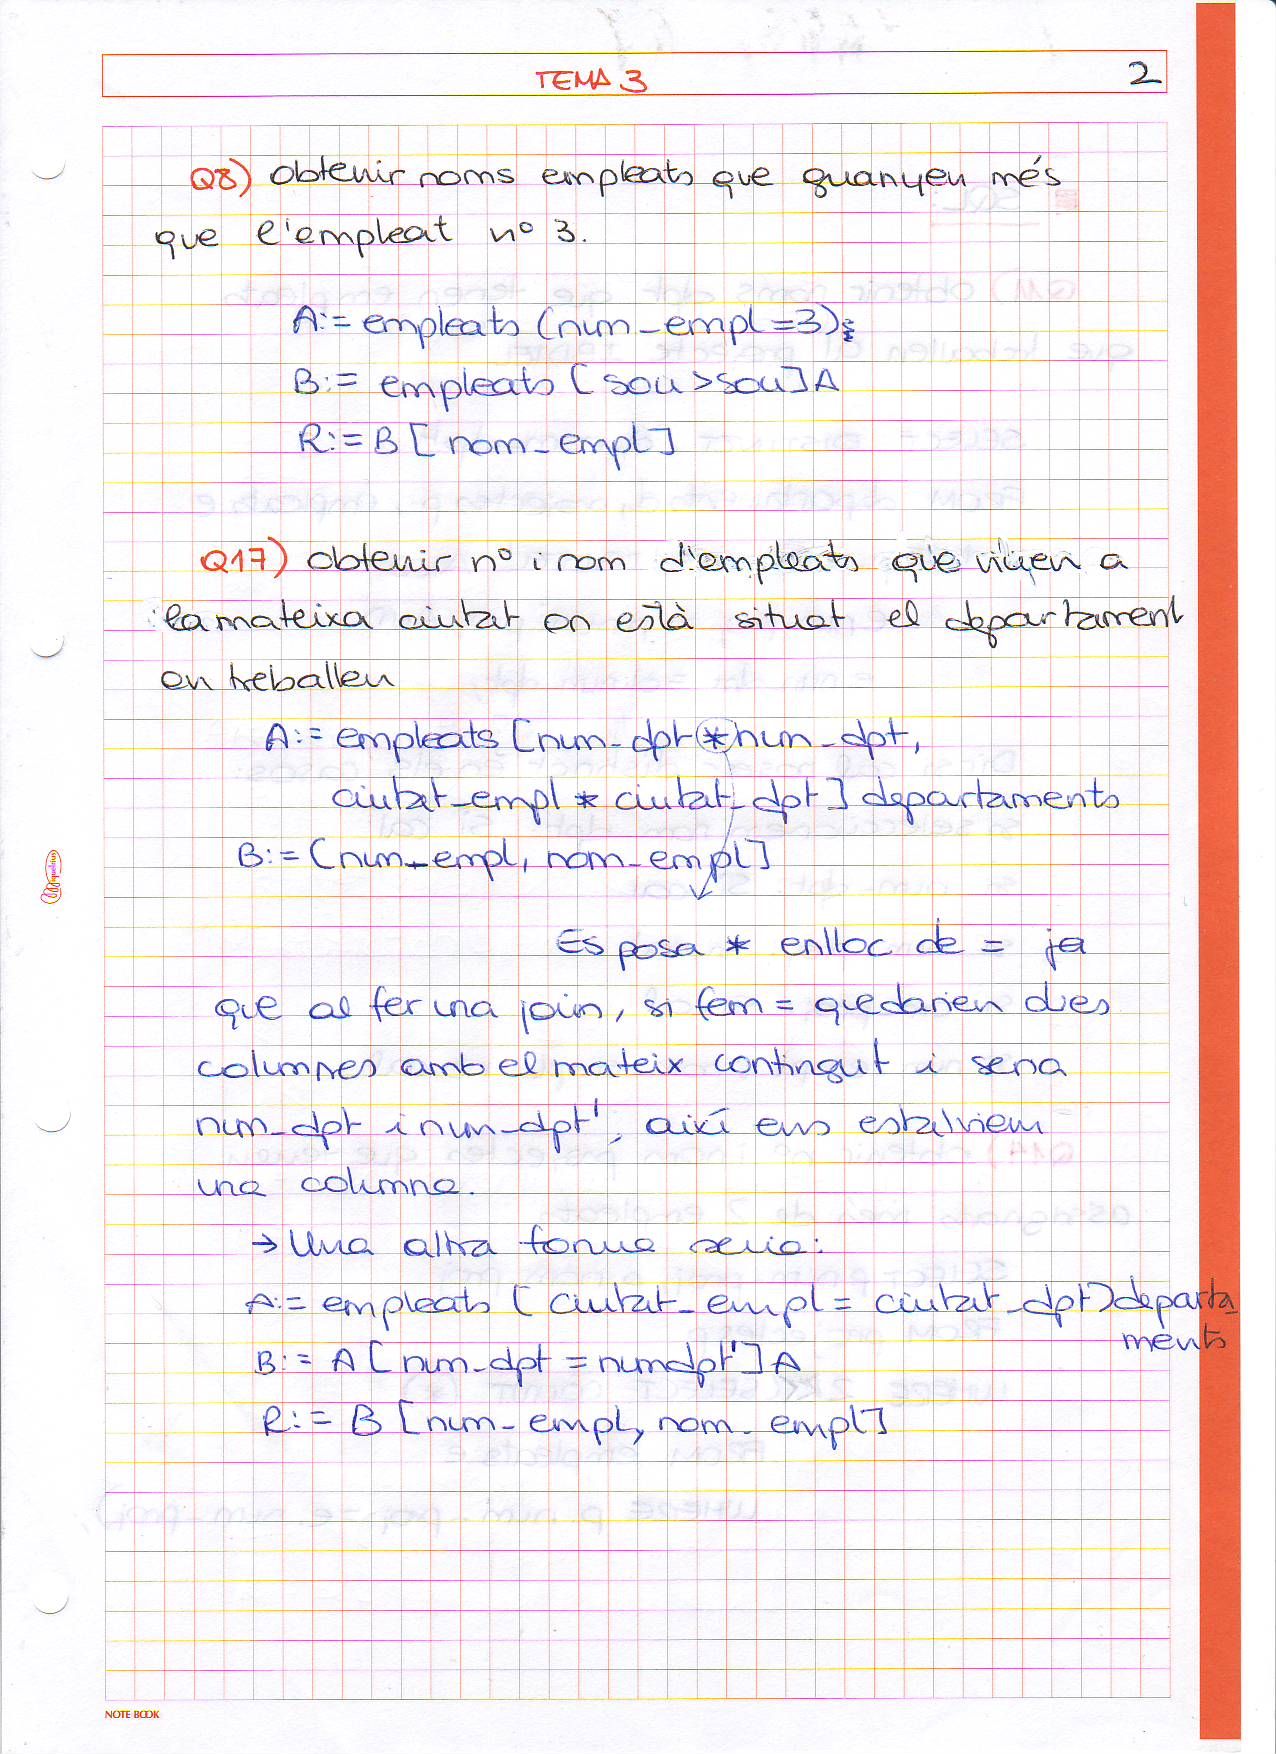 TEMA 3
2
Q8) obtenir noms empleats que guanyen més
que l'empleat nº 3.
A:= empleats (num_empl=3);
B:= empleats [sou>sou]A
R:=B[nom_empl]
Q17) obtenir nº i nom d'empleats que viuen a
la mateixa ciutat on està situat el departament
on treballen
A:= empleats [num_dpt*num_dpt,
ciutat_empl * ciutat_dpt] departaments
B:= [num_empl, nom_empl]
Es posa * enlloc de = ja
que al fer una join, si fem = quedarien dues
columnes amb el mateix contingut i seria
num_dpt i num_dpt', així ens estalviem
una columna.
→ Una altra forma seria:
A:= empleats [ciutat_empl = ciutat_dpt]departa_
ments
B:= A[num_dpt = numdpt']A
R:= B[num_empl, nom_empl]
NOTE BOOK